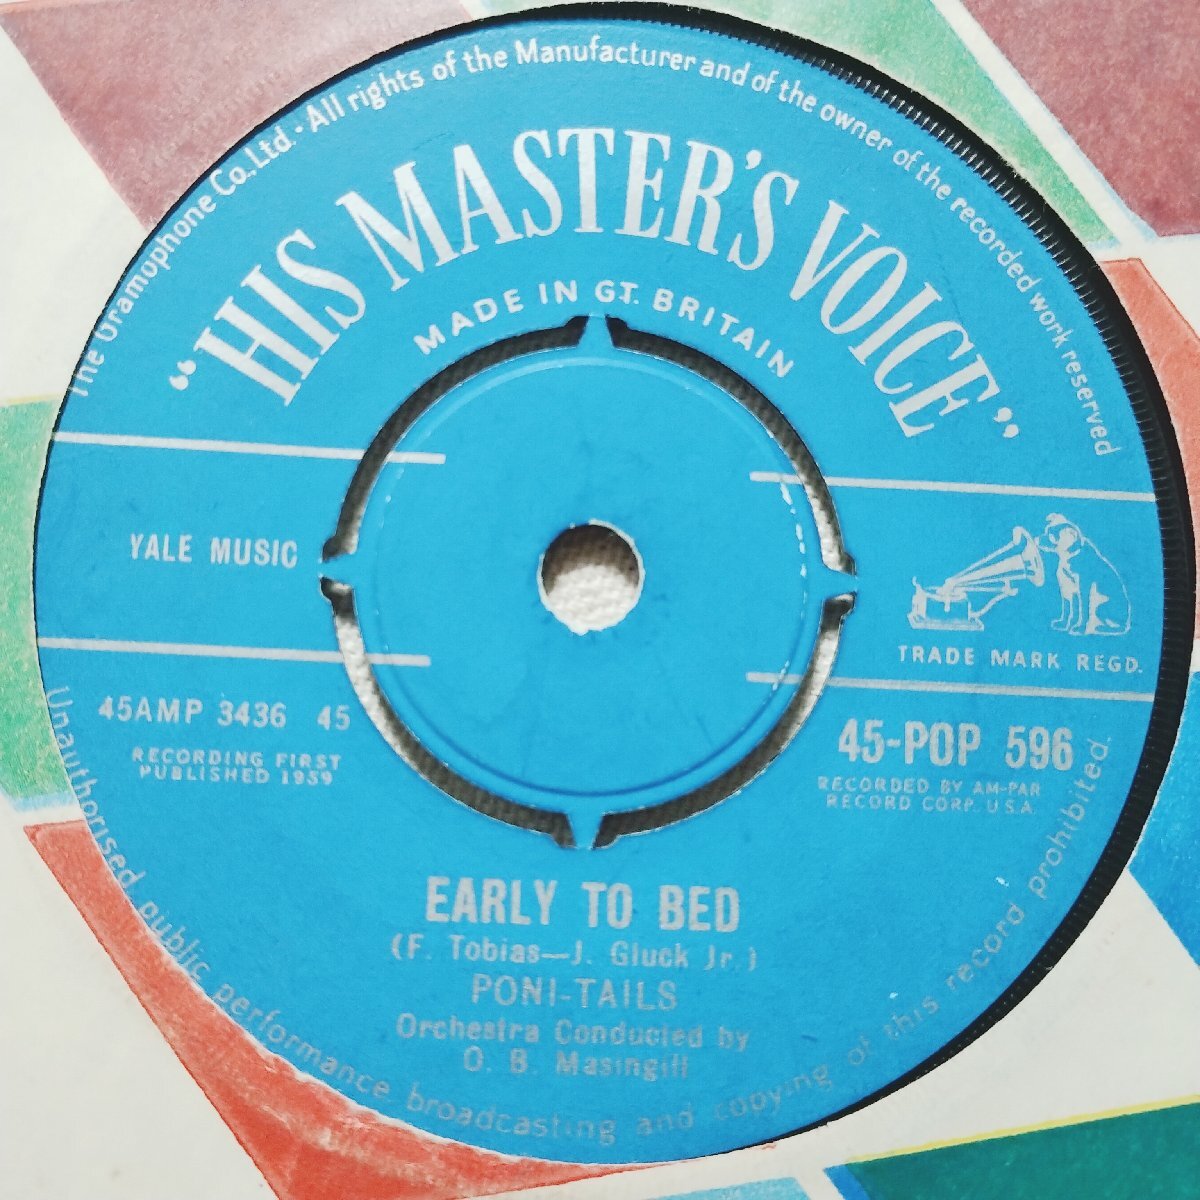 The Gramophone Co. Ltd. · All rights of the Manufacturer and of the owner of the recorded work reserved
"HIS MASTER'S VOICE"
MADE IN GT. BRITAIN
YALE MUSIC
TRADE MARK REGD.
45AMP 3436 45
RECORDING FIRST
PUBLISHED 1959
45-POP 596
RECORDED BY AM-PAR
RECORD CORP. U.S.A.
EARLY TO BED
(F. Tobias—J. Gluck Jr.)
PONI-TAILS
Orchestra Conducted by
O. B. Masingill
Unauthorised public performance broadcasting and copying of this record prohibited.